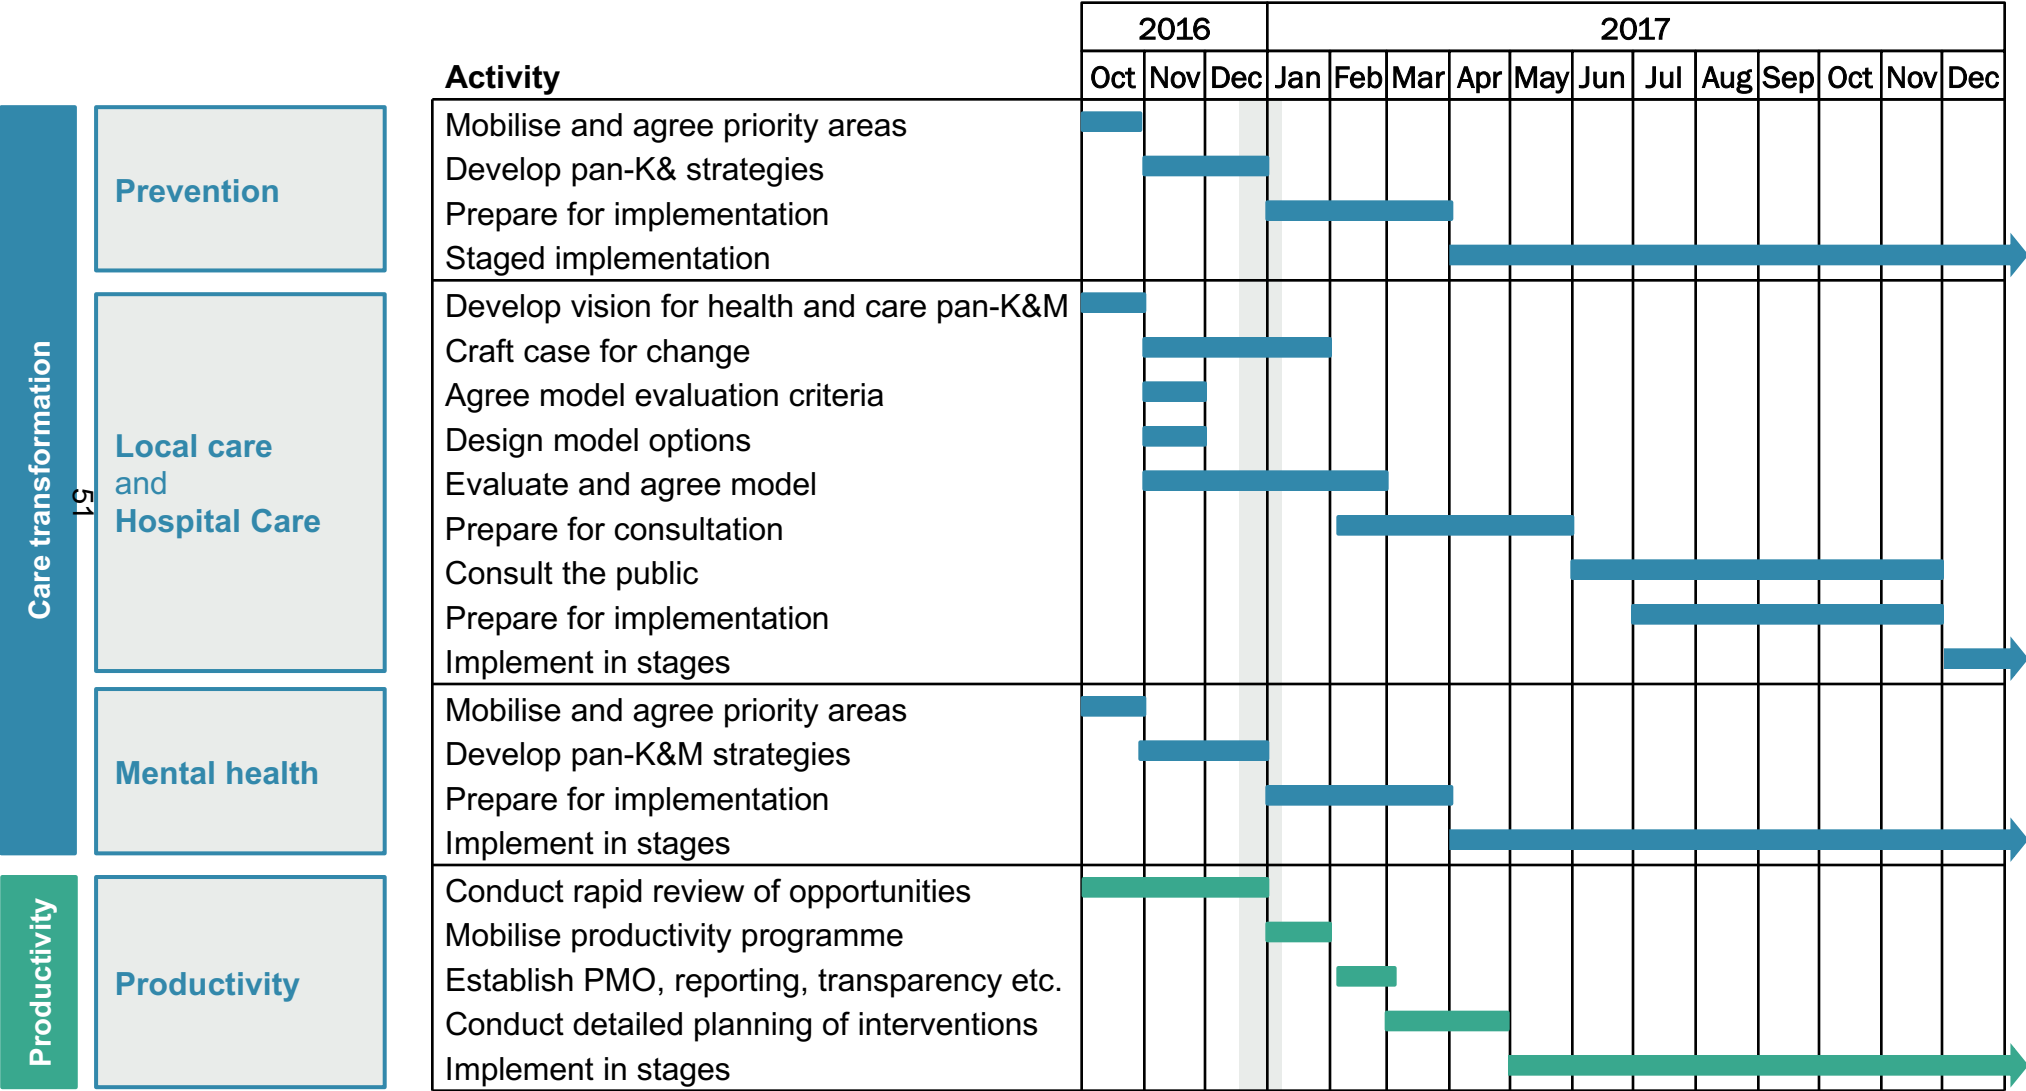 2016 2017
Activity Oct Nov Dec Jan Feb Mar Apr May Jun Jul Aug Sep Oct Nov Dec
Care transformation
51
Prevention
Mobilise and agree priority areas
Develop pan-K& strategies
Prepare for implementation
Staged implementation
Local care
and
Hospital Care
Develop vision for health and care pan-K&M
Craft case for change
Agree model evaluation criteria
Design model options
Evaluate and agree model
Prepare for consultation
Consult the public
Prepare for implementation
Implement in stages
Mental health
Mobilise and agree priority areas
Develop pan-K&M strategies
Prepare for implementation
Implement in stages
Productivity
Productivity
Conduct rapid review of opportunities
Mobilise productivity programme
Establish PMO, reporting, transparency etc.
Conduct detailed planning of interventions
Implement in stages